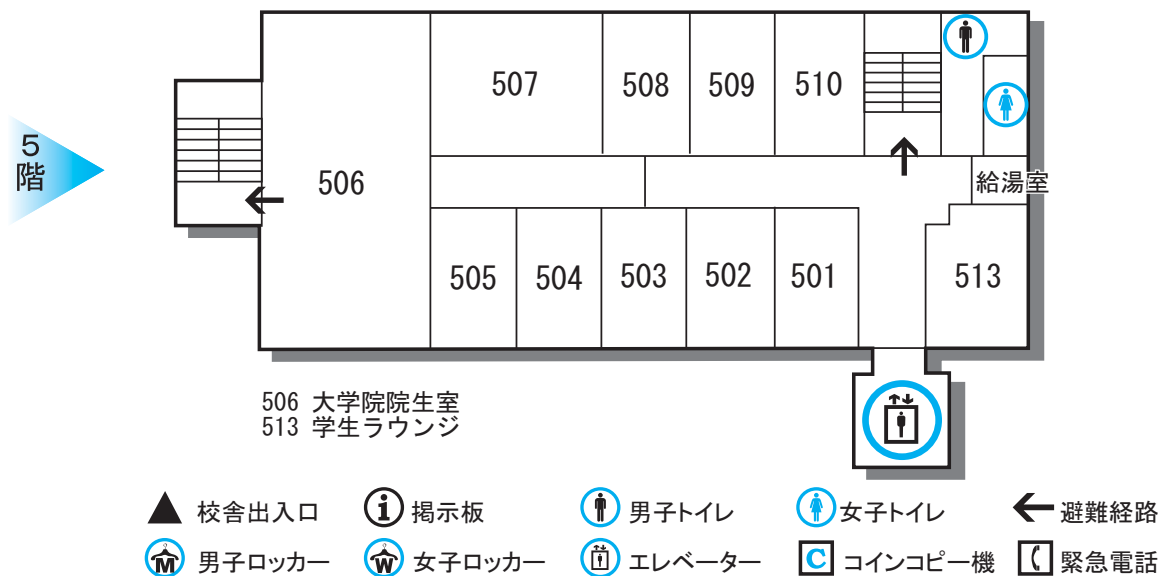 5
階
507
508
509
510
506
給湯室
505
504
503
502
501
513
506 大学院院生室
513 学生ラウンジ
校舎出入口
i 掲示板
男子トイレ
女子トイレ
避難経路
M 男子ロッカー
W 女子ロッカー
エレベーター
C コインコピー機
緊急電話